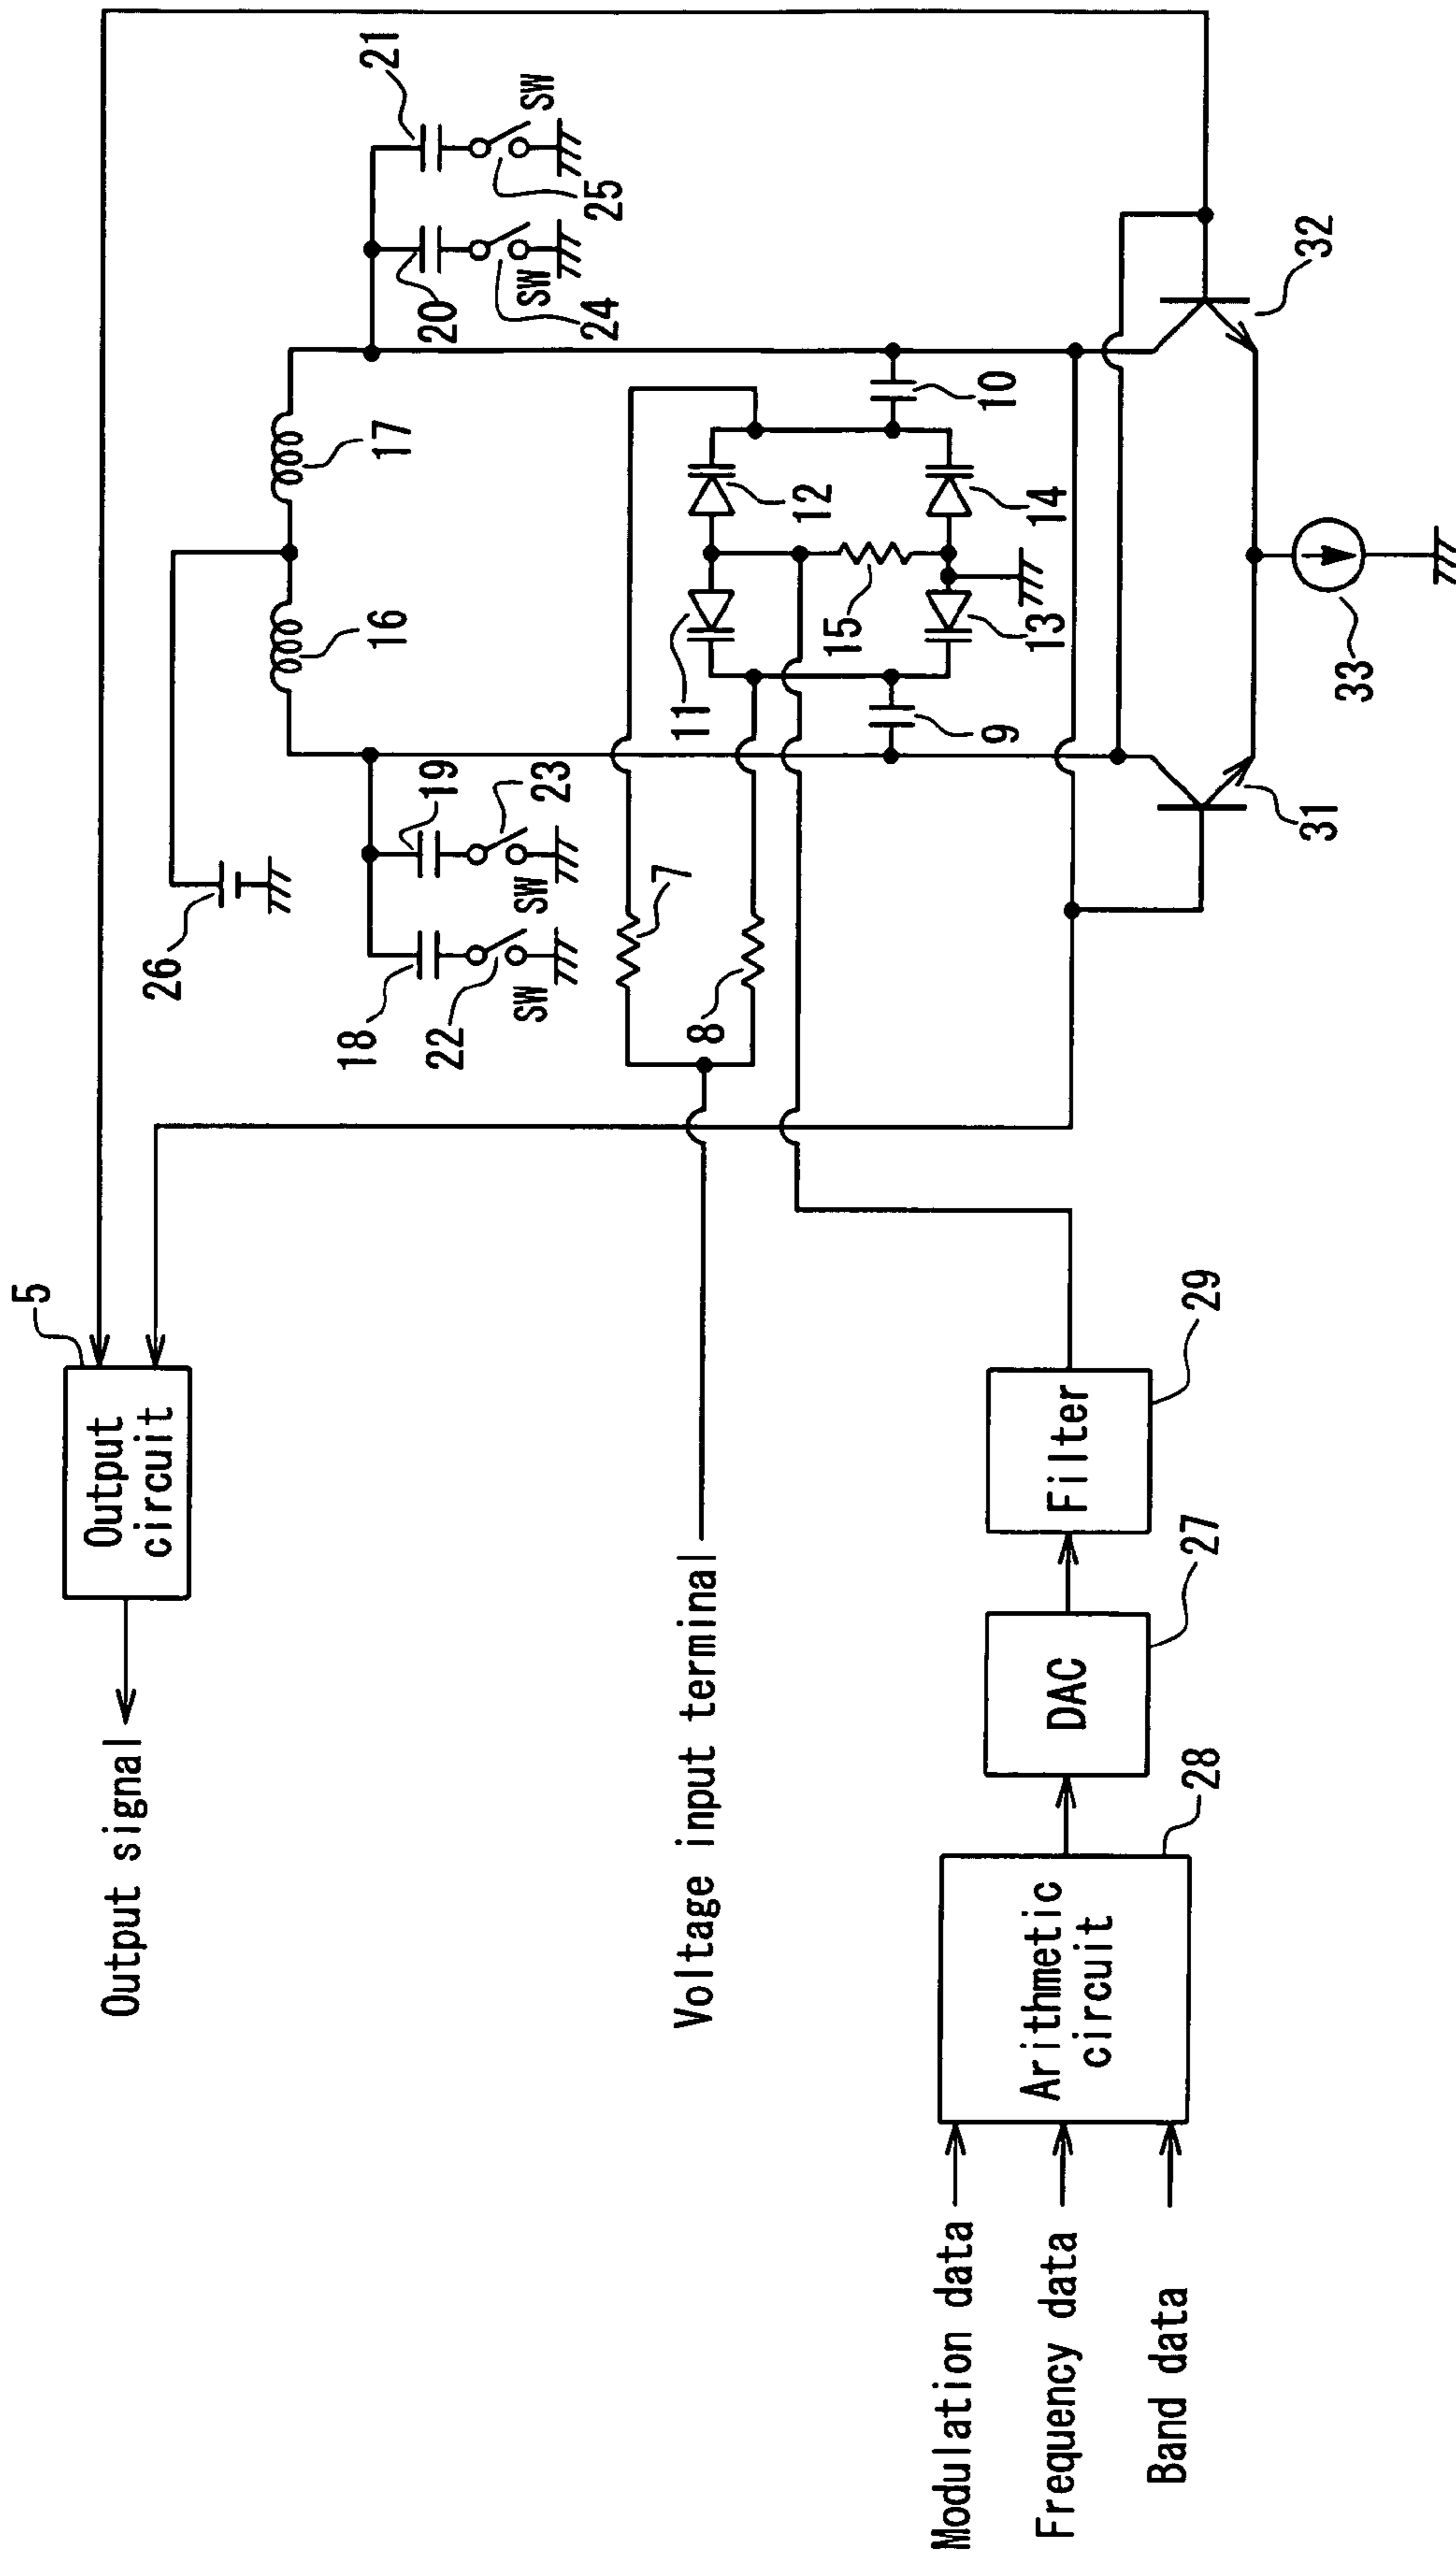 5
Output
circuit
Output signal
26
16
17
18
19
22
SW
23
SW
20
21
24
SW
25
SW
7
8
Voltage input terminal
11
12
13
14
15
9
10
Modulation data
Frequency data
Band data
Arithmetic
circuit
28
DAC
27
Filter
29
31
32
33